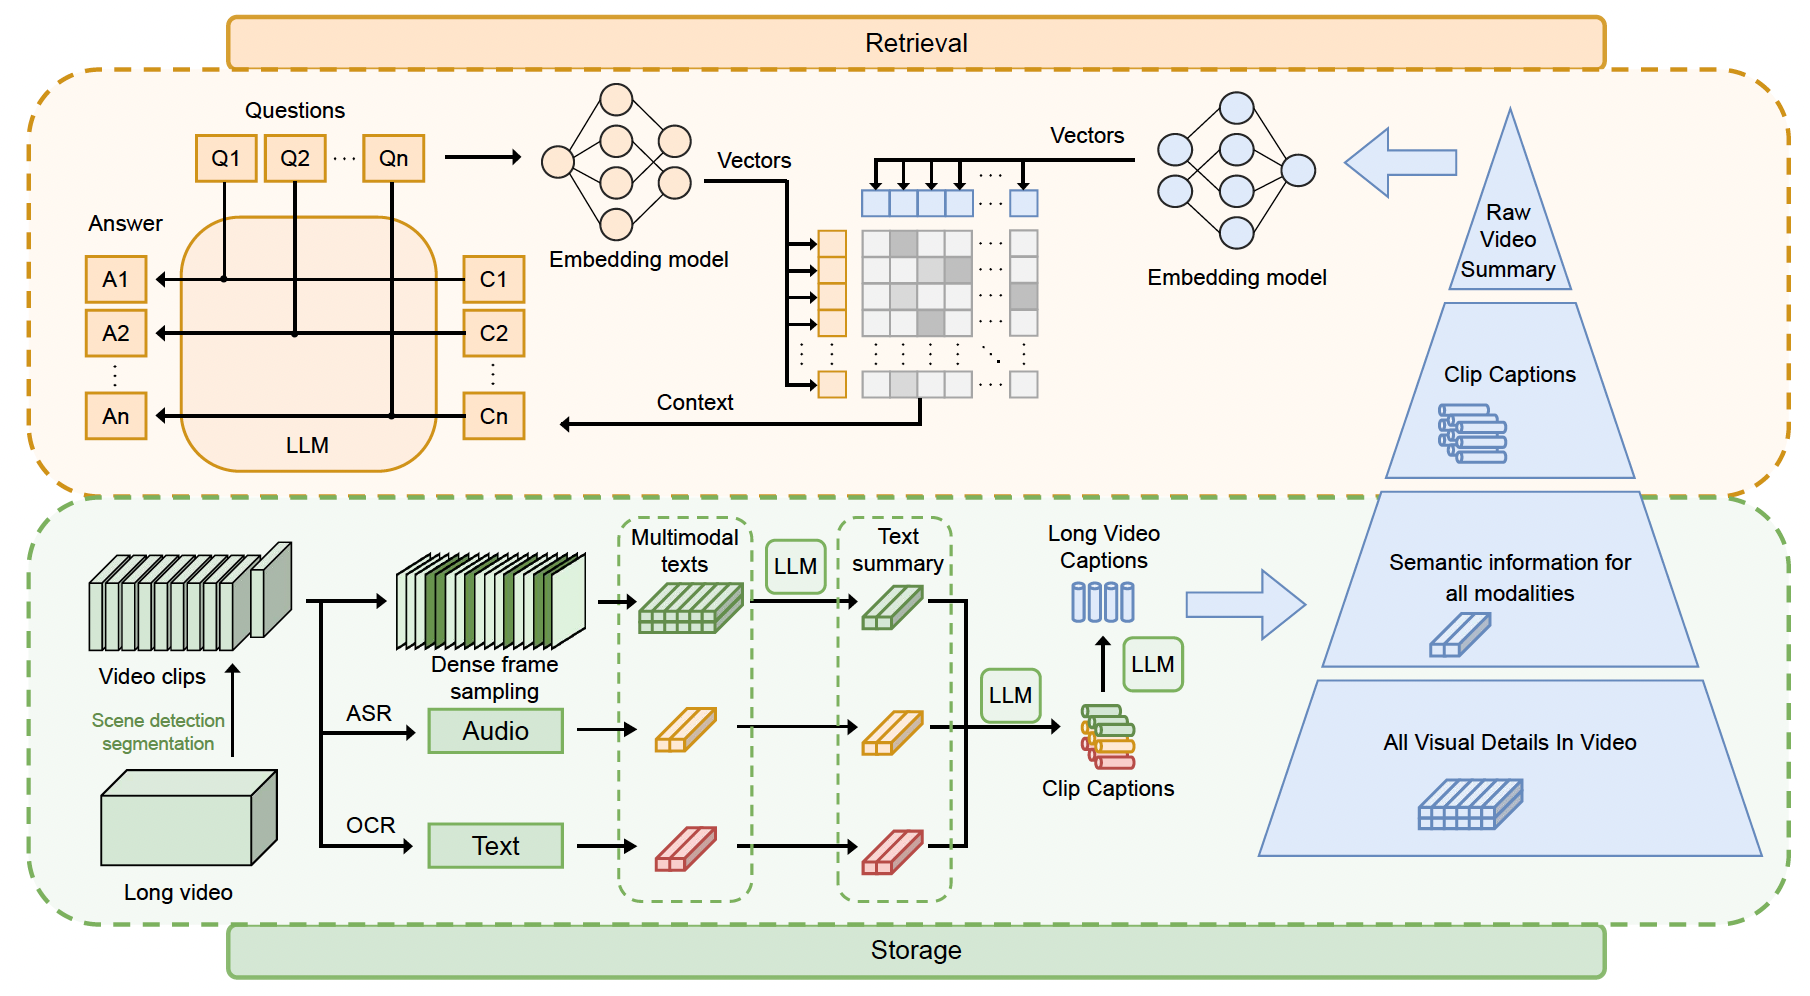 Retrieval
Questions
Q1 Q2 ··· Qn
Vectors
Vectors
Embedding model
Embedding model
Answer
A1
A2
An
C1
C2
Cn
LLM
Context
Raw
Video
Summary
Clip Captions
Semantic information for
all modalities
All Visual Details In Video
Video clips
Scene detection
segmentation
Long video
Dense frame
sampling
ASR
Audio
OCR
Text
Multimodal
texts
LLM
Text
summary
LLM
Long Video
Captions
LLM
Clip Captions
Storage